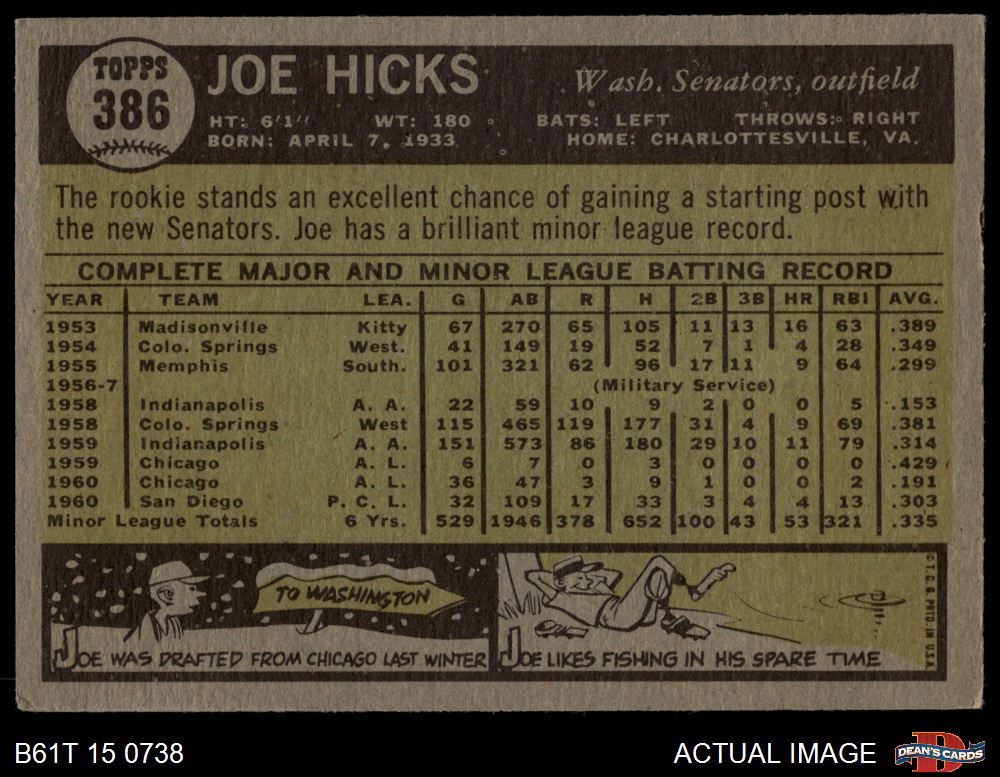 TOPPS
386
JOE HICKS
Wash. Senators, outfield
HT: 6'1'' WT: 180 BATS: LEFT THROWS: RIGHT
BORN: APRIL 7, 1933 HOME: CHARLOTTESVILLE, VA.
The rookie stands an excellent chance of gaining a starting post with
the new Senators. Joe has a brilliant minor league record.
COMPLETE MAJOR AND MINOR LEAGUE BATTING RECORD
YEAR TEAM LEA. G AB R H 2B 3B HR RBI AVG.
1953 Madisonville Kitty 67 270 65 105 11 13 16 63 .389
1954 Colo. Springs West. 41 149 19 52 7 1 4 28 .349
1955 Memphis South. 101 321 62 96 17 11 9 64 .299
1956-7 (Military Service)
1958 Indianapolis A. A. 22 59 10 9 2 0 0 5 .153
1958 Colo. Springs West 115 465 119 177 31 4 9 69 .381
1959 Indianapolis A. A. 151 573 86 180 29 10 11 79 .314
1959 Chicago A. L. 6 7 0 3 0 0 0 0 .429
1960 Chicago A. L. 36 47 3 9 1 0 0 2 .191
1960 San Diego P. C. L. 32 109 17 33 3 4 4 13 .303
Minor League Totals 6 Yrs. 529 1946 378 652 100 43 53 321 .335
TO WASHINGTON
JOE WAS DRAFTED FROM CHICAGO LAST WINTER
JOE LIKES FISHING IN HIS SPARE TIME
© T.C.G. PRTD. IN U.S.A.
B61T 15 0738
ACTUAL IMAGE
DEAN'S CARDS